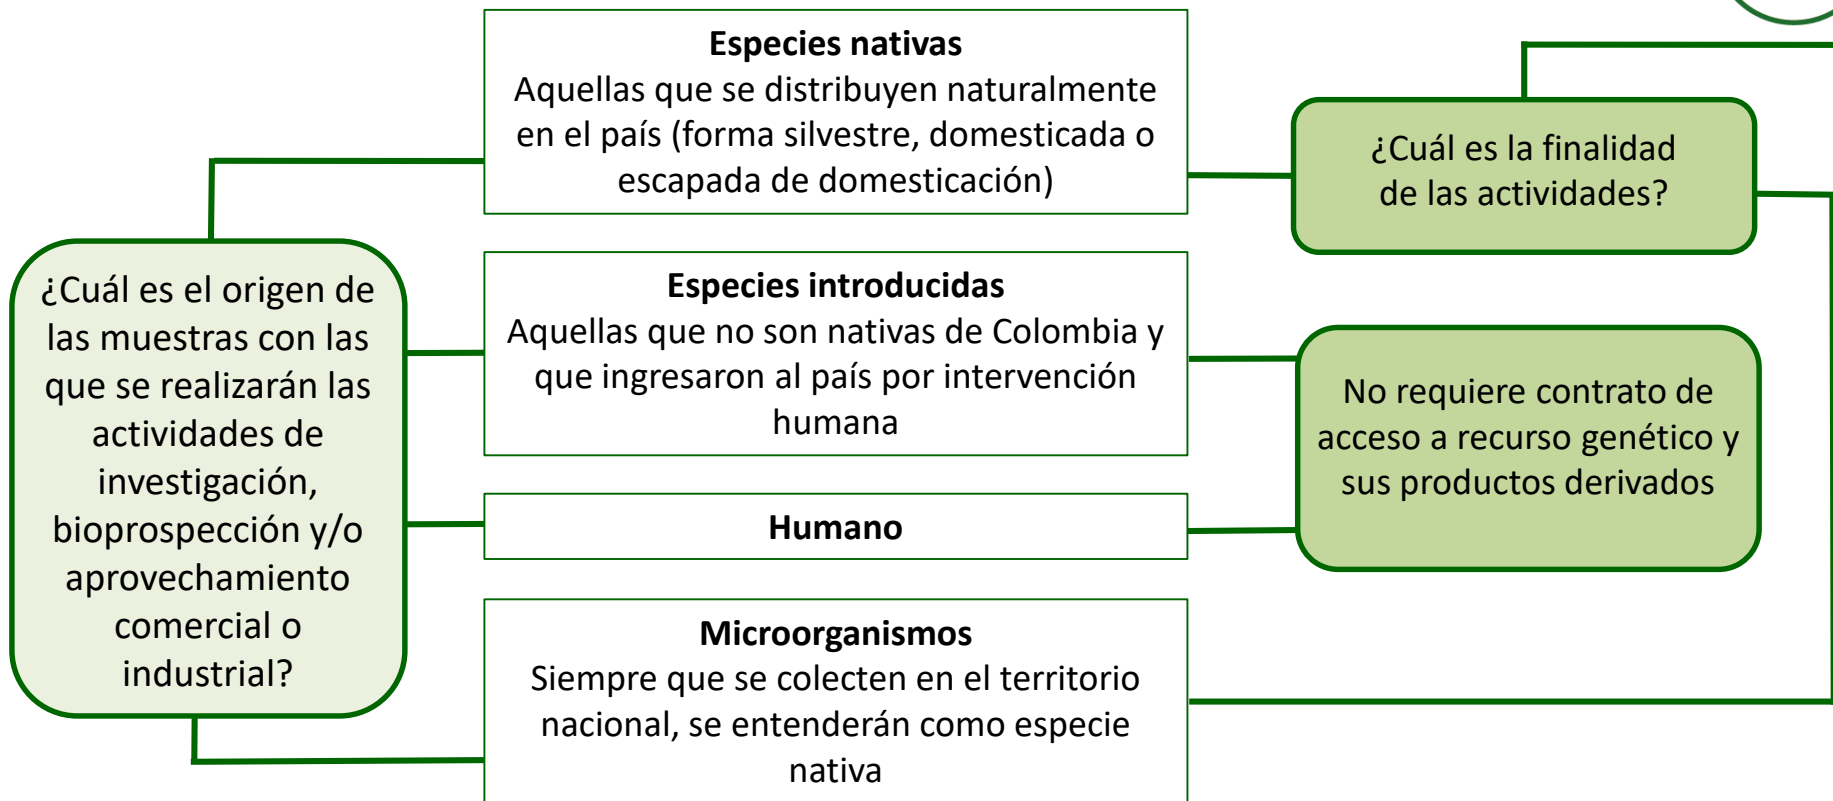 ¿Cuál es el origen de
las muestras con las
que se realizarán las
actividades de
investigación,
bioprospección y/o
aprovechamiento
comercial o
industrial?
Especies nativas
Aquellas que se distribuyen naturalmente
en el país (forma silvestre, domesticada o
escapada de domesticación)
Especies introducidas
Aquellas que no son nativas de Colombia y
que ingresaron al país por intervención
humana
Humano
Microorganismos
Siempre que se colecten en el territorio
nacional, se entenderán como especie
nativa
¿Cuál es la finalidad
de las actividades?
No requiere contrato de
acceso a recurso genético y
sus productos derivados